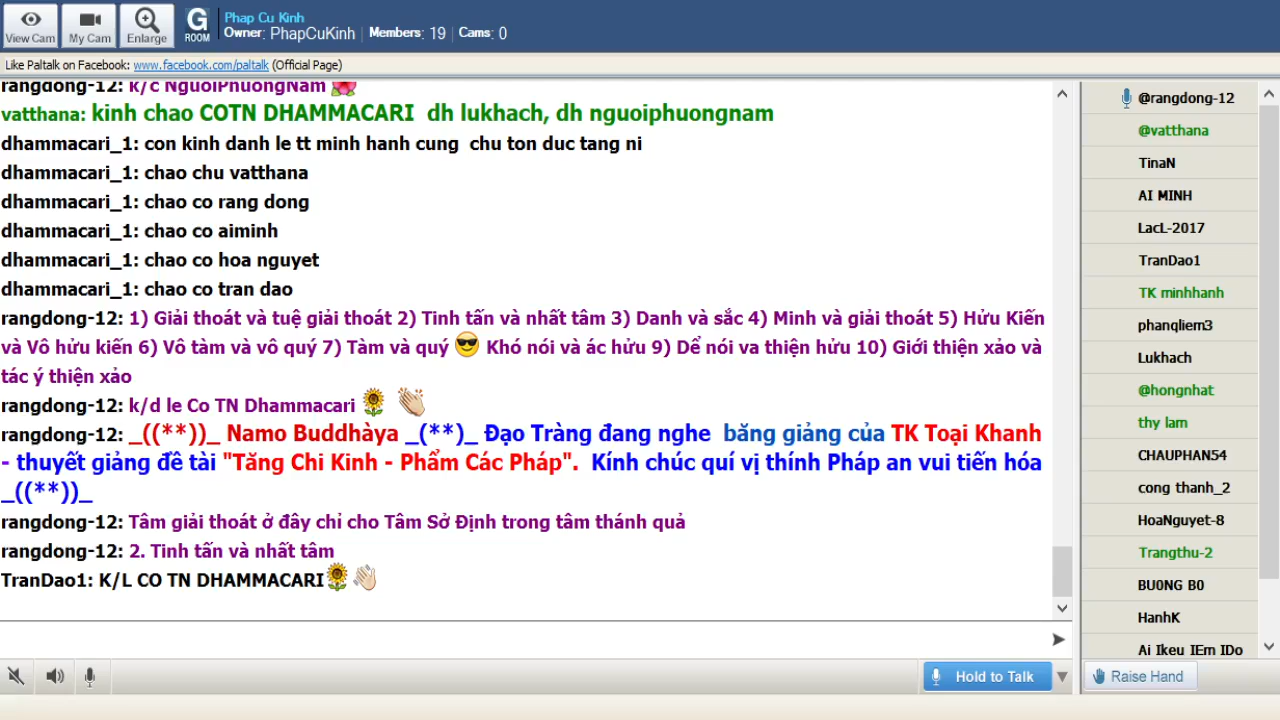 View Cam
My Cam
Enlarge
G ROOM
Phap Cu Kinh
Owner: PhapCuKinh | Members: 19 | Cams: 0
Like Paltalk on Facebook: www.facebook.com/paltalk (Official Page)
rangdong-12: k/c NguoiPhuongNam
vatthana: kinh chao COTN DHAMMACARI dh lukhach, dh nguoiphuongnam
dhammacari_1: con kinh danh le tt minh hanh cung chu ton duc tang ni
dhammacari_1: chao chu vatthana
dhammacari_1: chao co rang dong
dhammacari_1: chao co aiminh
dhammacari_1: chao co hoa nguyet
dhammacari_1: chao co tran dao
rangdong-12: 1) Giải thoát và tuệ giải thoát 2) Tinh tấn và nhất tâm 3) Danh và sắc 4) Minh và giải thoát 5) Hửu Kiến
và Vô hửu kiến 6) Vô tàm và vô quý 7) Tàm và quý 😎 Khó nói và ác hửu 9) Dể nói va thiện hửu 10) Giới thiện xảo và
tác ý thiện xảo
rangdong-12: k/d le Co TN Dhammacari
rangdong-12: _((**))_ Namo Buddhàya _(**)_ Đạo Tràng đang nghe băng giảng của TK Toại Khanh
- thuyết giảng đề tài "Tăng Chi Kinh - Phẩm Các Pháp". Kính chúc quí vị thính Pháp an vui tiến hóa
_((**))_
rangdong-12: Tâm giải thoát ở đây chỉ cho Tâm Sở Định trong tâm thánh quả
rangdong-12: 2. Tinh tấn và nhất tâm
TranDao1: K/L CO TN DHAMMACARI
Hold to Talk
@rangdong-12
@vatthana
TinaN
AI MINH
LacL-2017
TranDao1
TK minhhanh
phanqliem3
Lukhach
@hongnhat
thy lam
CHAUPHAN54
cong thanh_2
HoaNguyet-8
Trangthu-2
BU0NG B0
HanhK
Ai Ikeu IEm IDo
Raise Hand